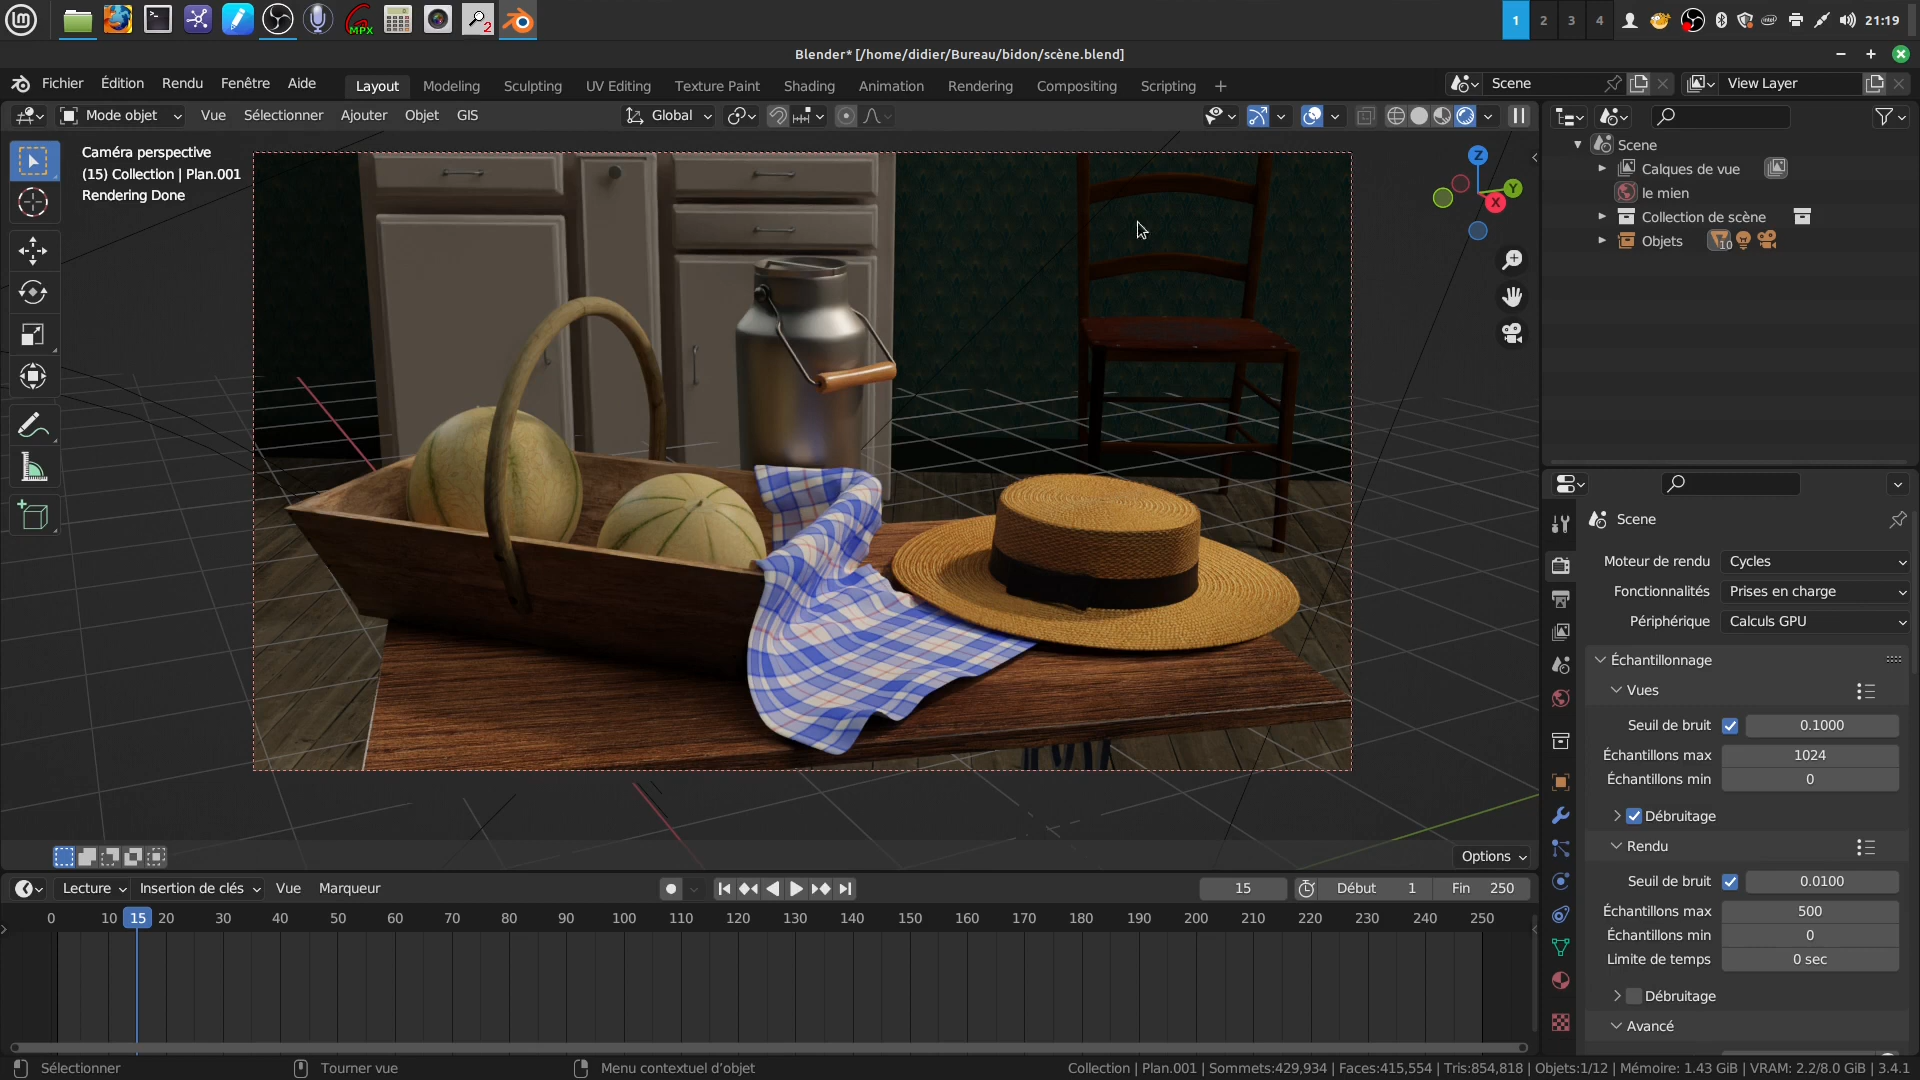 MPX
2
1
2
3
4
21:19
Blender* [/home/didier/Bureau/bidon/scène.blend]
Fichier Édition Rendu Fenêtre Aide
Layout Modeling Sculpting UV Editing Texture Paint Shading Animation Rendering Compositing Scripting +
Scene
View Layer
Mode objet Vue Sélectionner Ajouter Objet GIS
Global
Caméra perspective
(15) Collection | Plan.001
Rendering Done
Z
Y
X
Scene
Calques de vue
le mien
Collection de scène
Objets 10
Scene
Moteur de rendu Cycles
Fonctionnalités Prises en charge
Périphérique Calculs GPU
Échantillonnage
Vues
Seuil de bruit 0.1000
Échantillons max 1024
Échantillons min 0
Débruitage
Rendu
Seuil de bruit 0.0100
Échantillons max 500
Échantillons min 0
Limite de temps 0 sec
Débruitage
Avancé
Options
Lecture Insertion de clés Vue Marqueur
15
Début 1 Fin 250
0 10 15 20 30 40 50 60 70 80 90 100 110 120 130 140 150 160 170 180 190 200 210 220 230 240 250
Sélectionner
Tourner vue
Menu contextuel d'objet
Collection | Plan.001 | Sommets:429,934 | Faces:415,554 | Tris:854,818 | Objets:1/12 | Mémoire: 1.43 GiB | VRAM: 2.2/8.0 GiB | 3.4.1